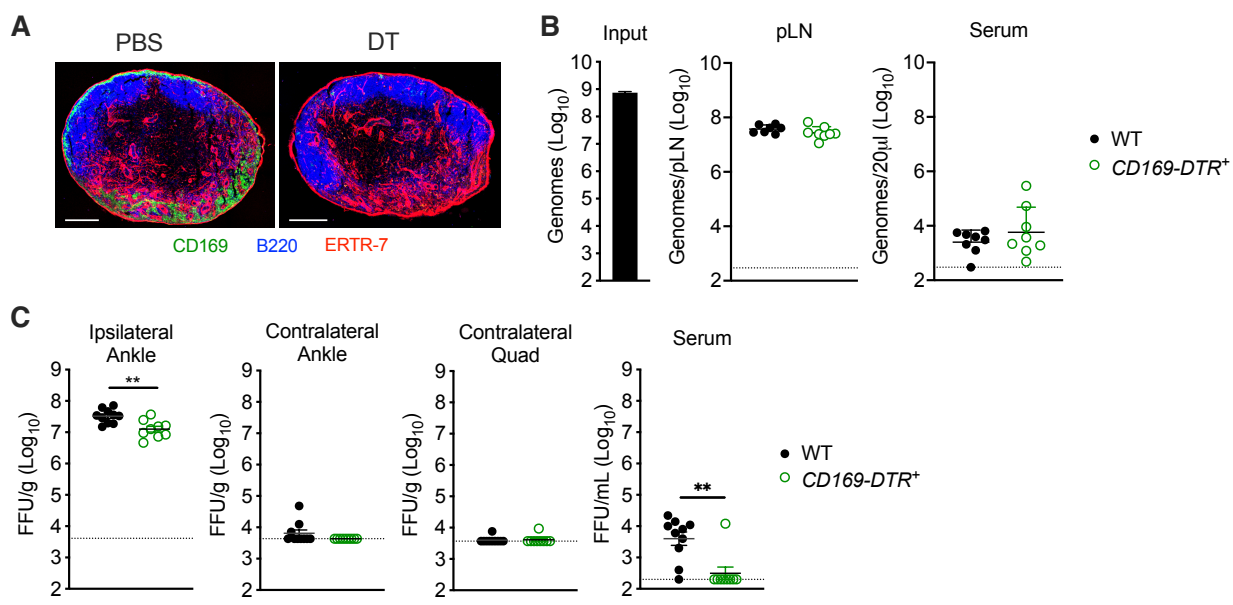 A
PBS
DT
CD169 B220 ERTR-7
B
Input
pLN
Serum
Genomes (Log10)
10
9
8
7
6
5
4
3
2
Genomes/pLN (Log10)
10
9
8
7
6
5
4
3
2
Genomes/20µl (Log10)
10
8
6
4
2
WT
CD169-DTR+
C
Ipsilateral
Ankle
Contralateral
Ankle
Contralateral
Quad
Serum
FFU/g (Log10)
9
8
7
6
5
4
3
2
**
FFU/g (Log10)
9
8
7
6
5
4
3
2
FFU/g (Log10)
9
8
7
6
5
4
3
2
FFU/mL (Log10)
9
8
7
6
5
4
3
2
**
WT
CD169-DTR+